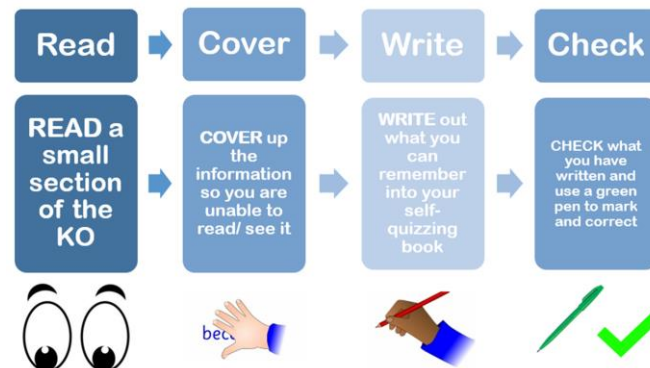 Read
Cover
Write
Check
READ a
small
section
of the
KO
COVER up
the
information
so you are
unable to
read/ see it
WRITE out
what you
can
remember
into your
self-
quizzing
book
CHECK what
you have
written and
use a green
pen to mark
and correct
bec